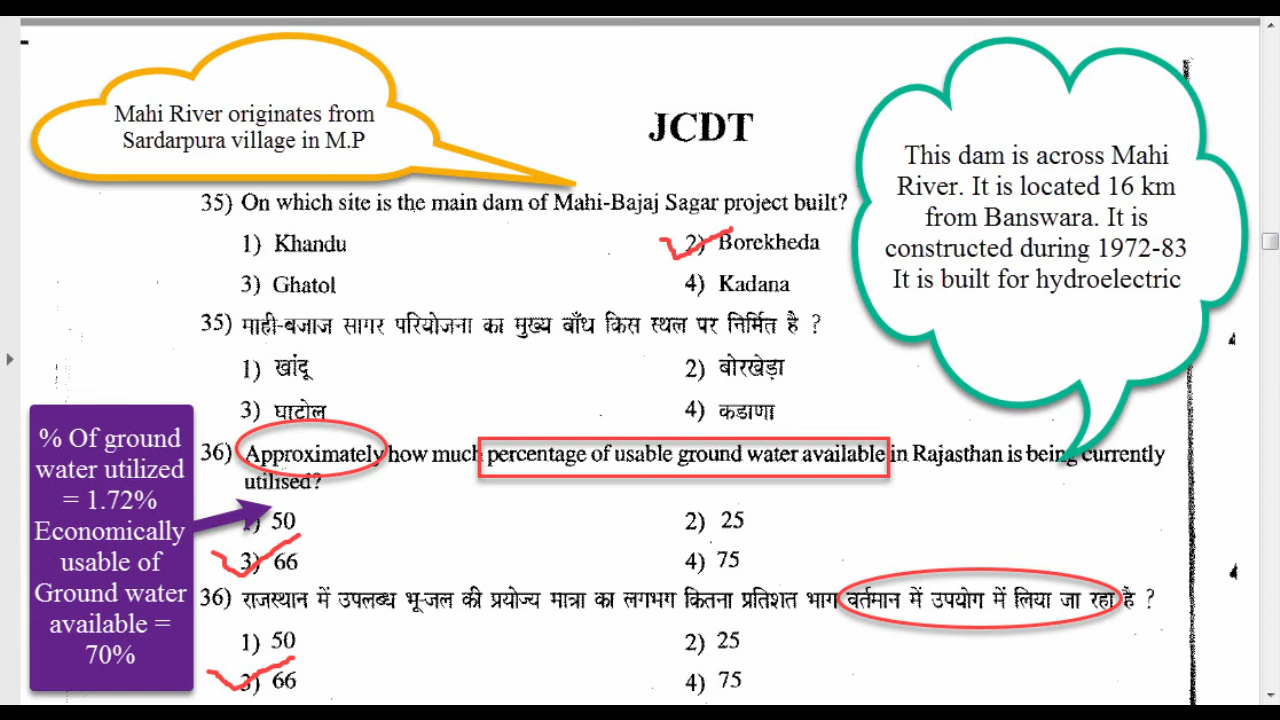 Mahi River originates from
Sardarpura village in M.P
JCDT
This dam is across Mahi
River. It is located 16 km
from Banswara. It is
constructed during 1972-83
It is built for hydroelectric
35) On which site is the main dam of Mahi-Bajaj Sagar project built?
1) Khandu 2) Borekheda
3) Ghatol 4) Kadana
35) माही-बजाज सागर परियोजना का मुख्य बाँध किस स्थल पर निर्मित है ?
1) खांदू 2) बोरखेड़ा
3) घाटोल 4) कडाणा
% Of ground
water utilized
= 1.72%
Economically
usable of
Ground water
available =
70%
36) Approximately how much percentage of usable ground water available in Rajasthan is being currently
utilised?
1) 50 2) 25
3) 66 4) 75
36) राजस्थान में उपलब्ध भू-जल की प्रयोज्य मात्रा का लगभग कितना प्रतिशत भाग वर्तमान में उपयोग में लिया जा रहा है ?
1) 50 2) 25
3) 66 4) 75